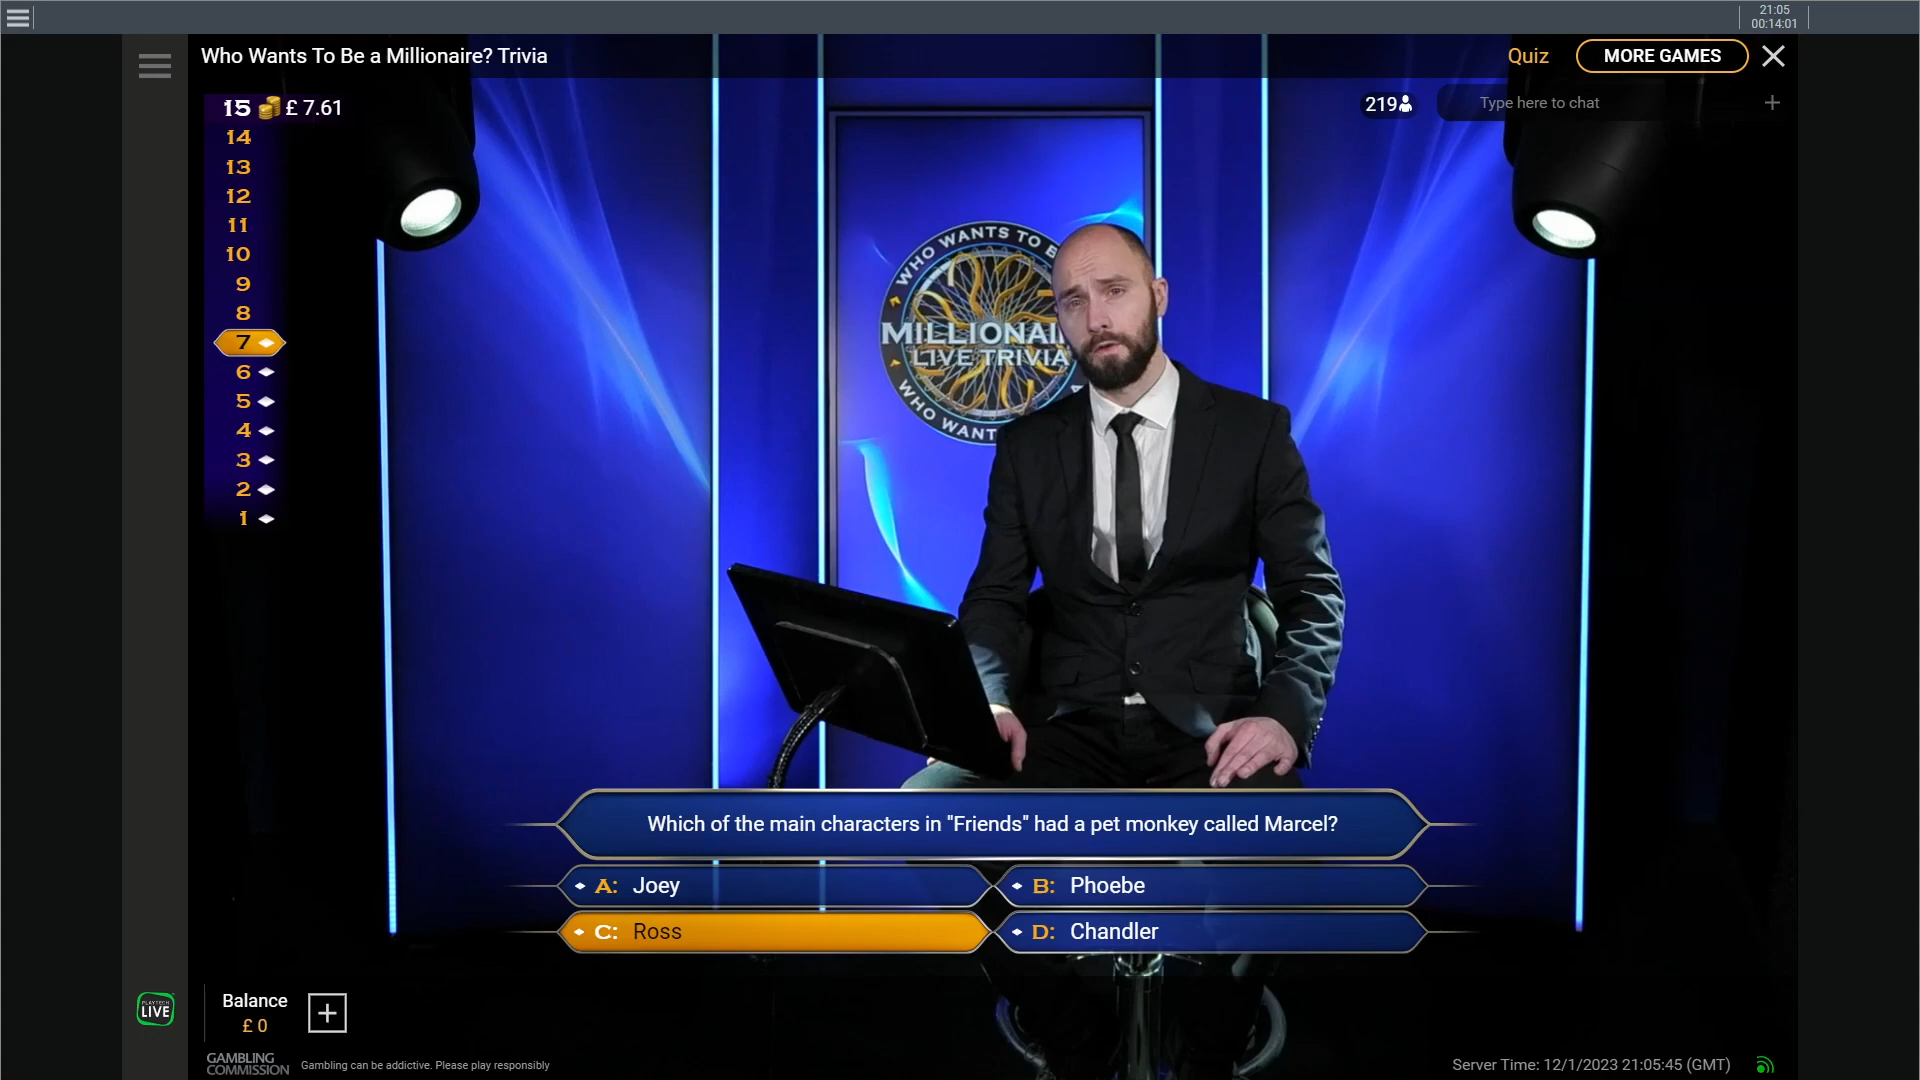 21:05
00:14:01
Who Wants To Be a Millionaire? Trivia
Quiz
MORE GAMES
15 £ 7.61
219
Type here to chat
14
13
12
11
10
9
8
7
6
5
4
3
2
1
WHO WANTS TO B
MILLIONAI
LIVE TRIVIA
WHO WANT
Which of the main characters in "Friends" had a pet monkey called Marcel?
A: Joey
B: Phoebe
C: Ross
D: Chandler
PLAYTECH
LIVE
Balance
£ 0
GAMBLING
COMMISSION
Gambling can be addictive. Please play responsibly
Server Time: 12/1/2023 21:05:45 (GMT)